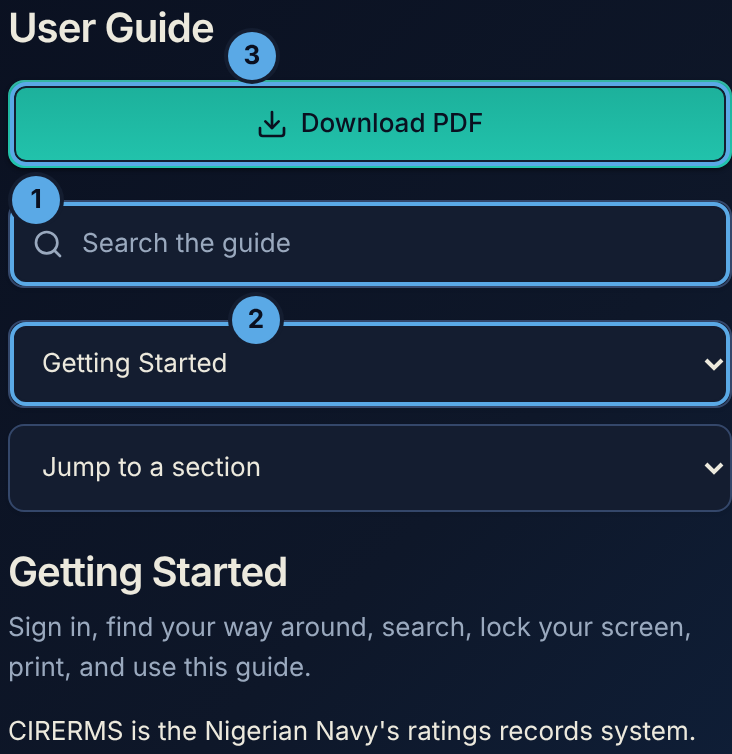 User Guide
3
Download PDF
1
Search the guide
2
Getting Started
Jump to a section
Getting Started
Sign in, find your way around, search, lock your screen,
print, and use this guide.
CIRERMS is the Nigerian Navy's ratings records system.